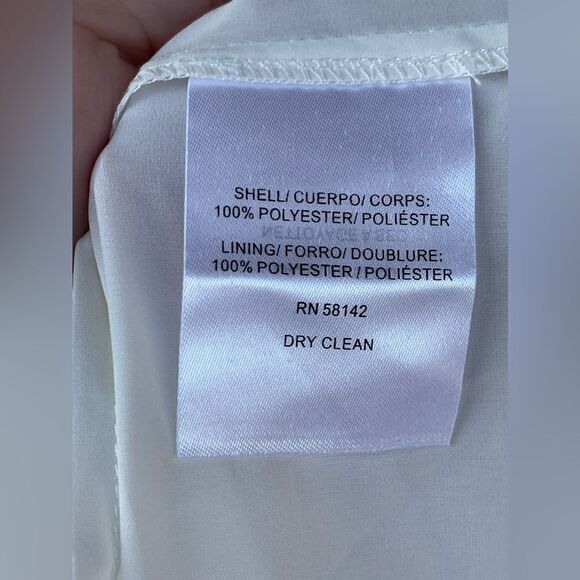 SHELL/ CUERPO/ CORPS:
100% POLYESTER/ POLIÉSTER
LINING/ FORRO/ DOUBLURE:
100% POLYESTER / POLIÉSTER
RN 58142
DRY CLEAN